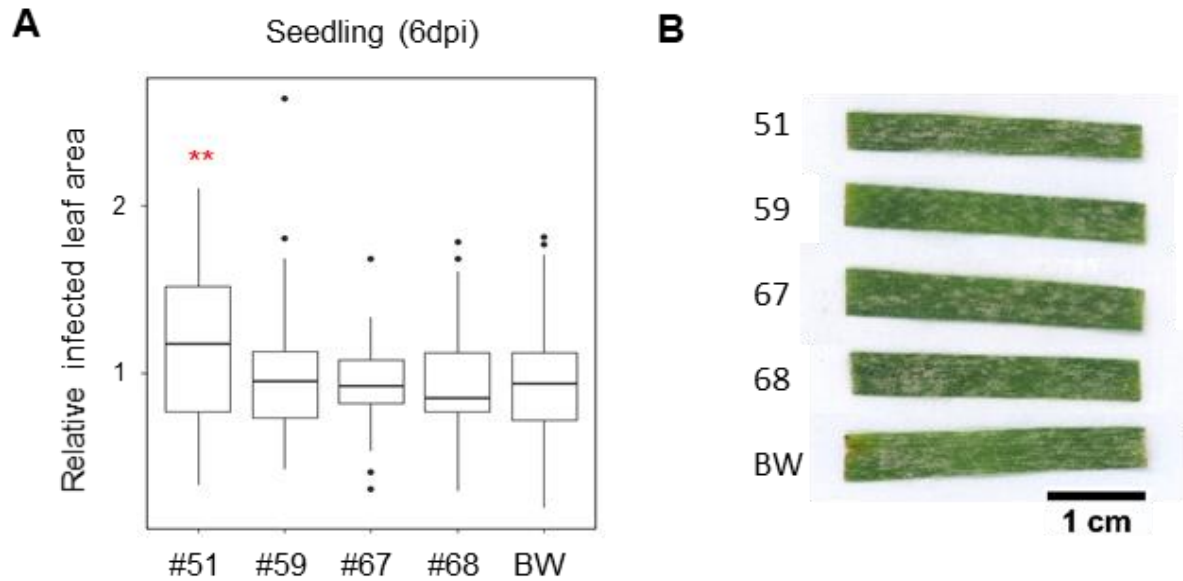 A
Seedling (6dpi)
Relative infected leaf area
2
1
**
#51 #59 #67 #68 BW
B
51
59
67
68
BW
1 cm